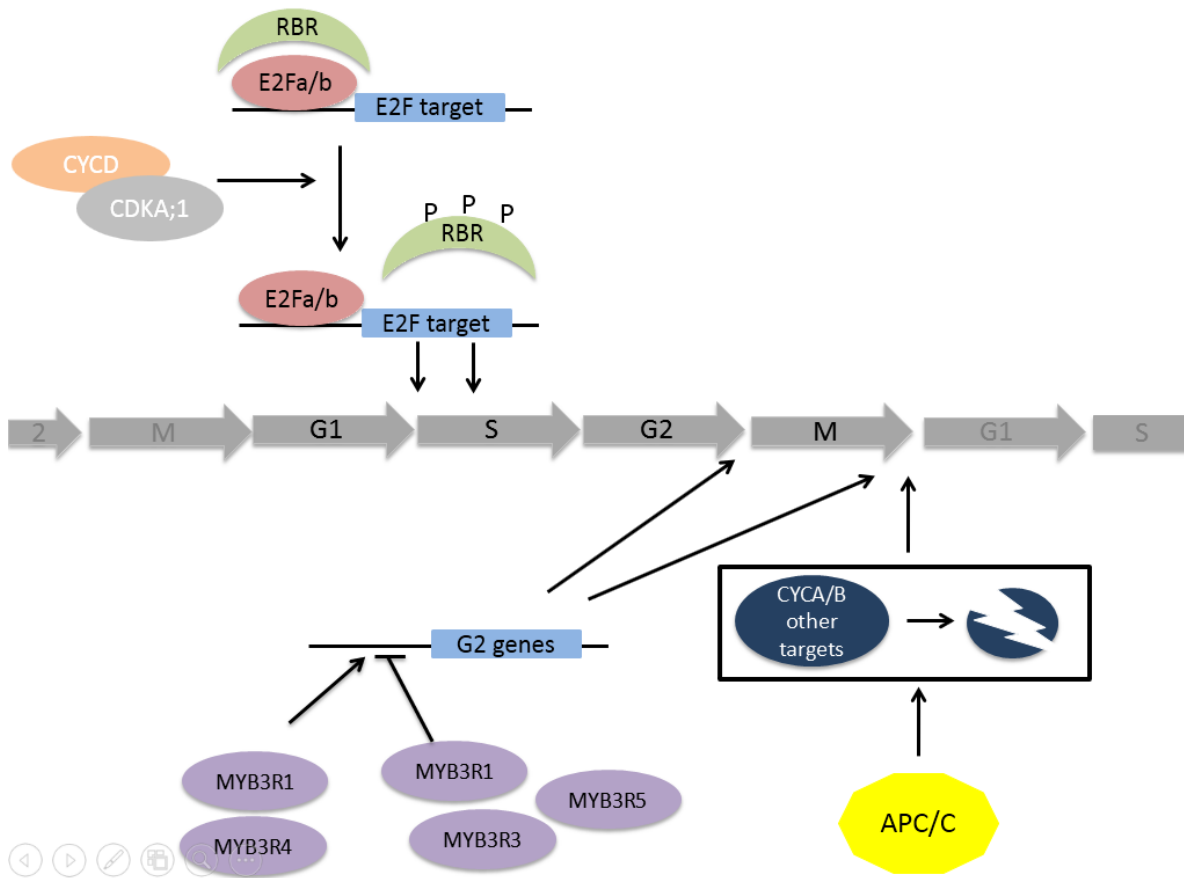 RBR
E2Fa/b
E2F target
CYCD
CDKA;1
P P P
RBR
E2Fa/b
E2F target
2 M G1 S G2 M G1 S
CYCA/B
other
targets
G2 genes
MYB3R1
MYB3R1
MYB3R5
MYB3R4
MYB3R3
APC/C